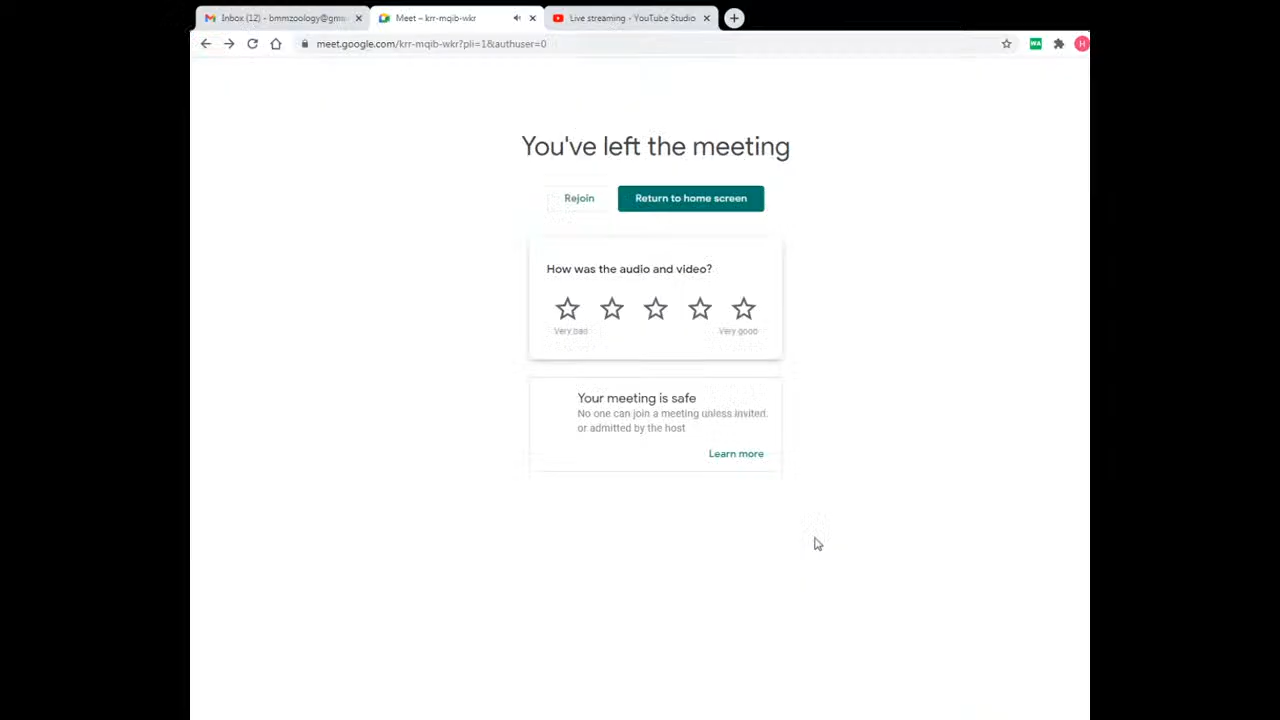 Inbox (12) - bmmzoology@gm
Meet – krr-mqib-wkr
Live streaming - YouTube Studio
meet.google.com/krr-mqib-wkr?pli=1&authuser=0
WA
H
You've left the meeting
Rejoin
Return to home screen
How was the audio and video?
Very bad
Very good
Your meeting is safe
No one can join a meeting unless invited
or admitted by the host
Learn more